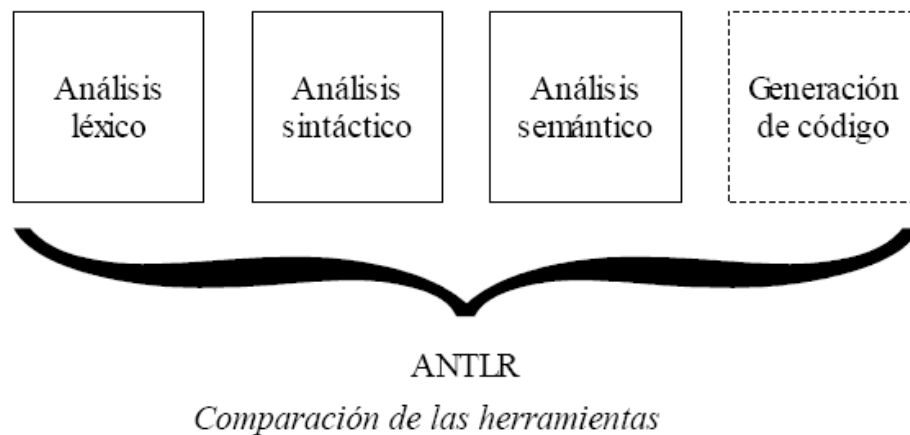 Análisis
léxico
Análisis
sintáctico
Análisis
semántico
Generación
de código
ANTLR
Comparación de las herramientas